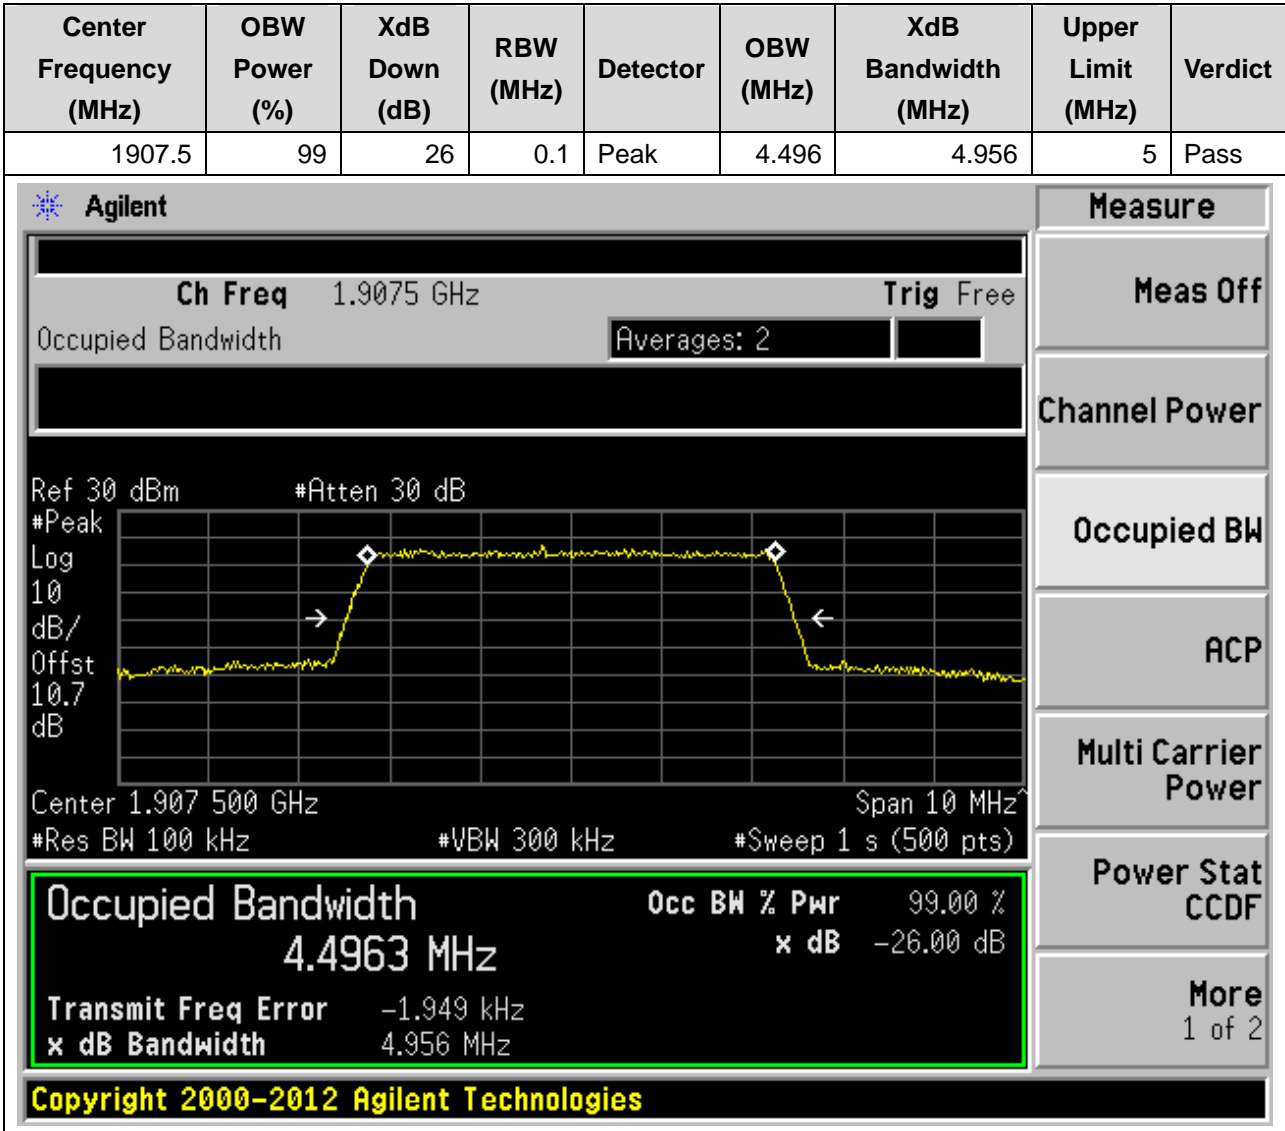 Center Frequency (MHz) OBW Power (%) XdB Down (dB) RBW (MHz) Detector OBW (MHz) XdB Bandwidth (MHz) Upper Limit (MHz) Verdict
1907.5 99 26 0.1 Peak 4.496 4.956 5 Pass
Agilent
Measure
Ch Freq 1.9075 GHz Trig Free
Meas Off
Occupied Bandwidth Averages: 2
Channel Power
Ref 30 dBm #Atten 30 dB
#Peak
Log
10
dB/
Offst
10.7
dB
Occupied BW
ACP
Center 1.907 500 GHz Span 10 MHz^
#Res BW 100 kHz #VBW 300 kHz #Sweep 1 s (500 pts)
Multi Carrier
Power
Occupied Bandwidth Occ BW % Pwr 99.00 %
4.4963 MHz x dB -26.00 dB
Transmit Freq Error -1.949 kHz
x dB Bandwidth 4.956 MHz
Power Stat
CCDF
More
1 of 2
Copyright 2000-2012 Agilent Technologies